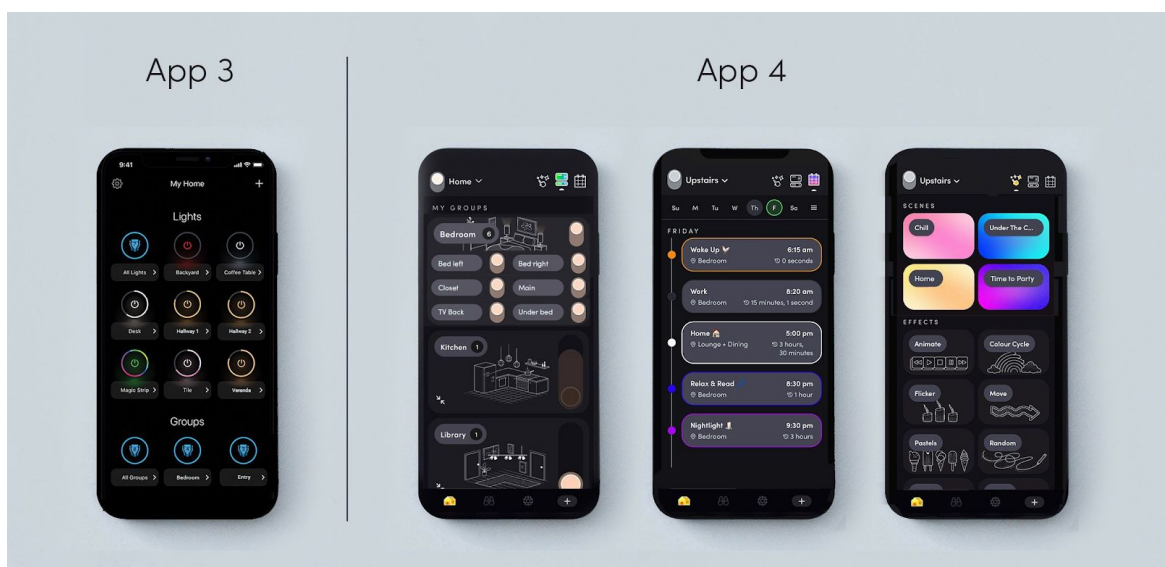 App 3
App 4
9:41
My Home
+
Lights
All Lights >
Backyard >
Coffee Table >
Desk >
Hallway 1 >
Hallway 2 >
Magic Strip >
Tile >
Veranda >
Groups
All Groups >
Bedroom >
Entry >
Home
MY GROUPS
Bedroom 6
Bed left
Bed right
Closet
Main
TV Back
Under bed
Kitchen 1
Library 1
+
Upstairs
Su M Tu W Th F Sa
FRIDAY
Wake Up 6:15 am
Bedroom 0 seconds
Work 8:20 am
Bedroom 15 minutes, 1 second
Home 5:00 pm
Lounge + Dining 3 hours,
30 minutes
Relax & Read 8:30 pm
Bedroom 1 hour
Nightlight 9:30 pm
Bedroom 3 hours
+
Upstairs
SCENES
Chill
Under The C...
Home
Time to Party
EFFECTS
Animate
Colour Cycle
Flicker
Move
Pastels
Random
+